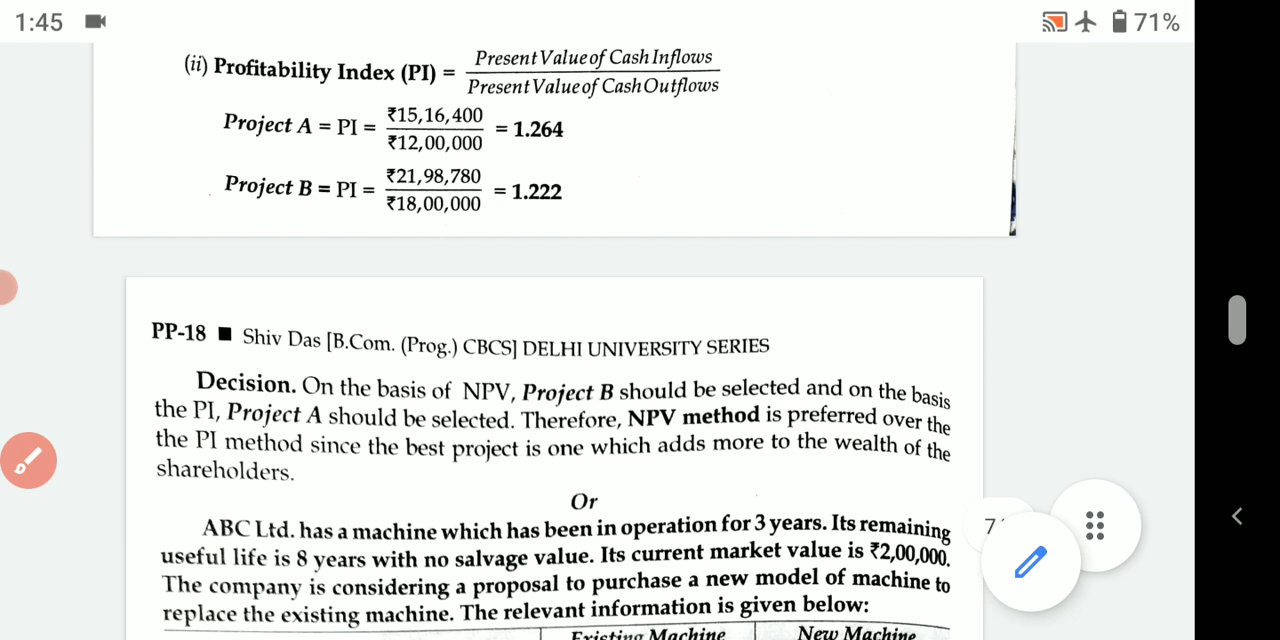 1:45 71%
(ii) Profitability Index (PI) = Present Value of Cash Inflows / Present Value of Cash Outflows
Project A = PI = ₹15,16,400 / ₹12,00,000 = 1.264
Project B = PI = ₹21,98,780 / ₹18,00,000 = 1.222
PP-18 ■ Shiv Das [B.Com. (Prog.) CBCS] DELHI UNIVERSITY SERIES
Decision. On the basis of NPV, Project B should be selected and on the basis
the PI, Project A should be selected. Therefore, NPV method is preferred over the
the PI method since the best project is one which adds more to the wealth of the
shareholders.
Or
ABC Ltd. has a machine which has been in operation for 3 years. Its remaining
useful life is 8 years with no salvage value. Its current market value is ₹2,00,000.
The company is considering a proposal to purchase a new model of machine to
replace the existing machine. The relevant information is given below:
Existing Machine New Machine